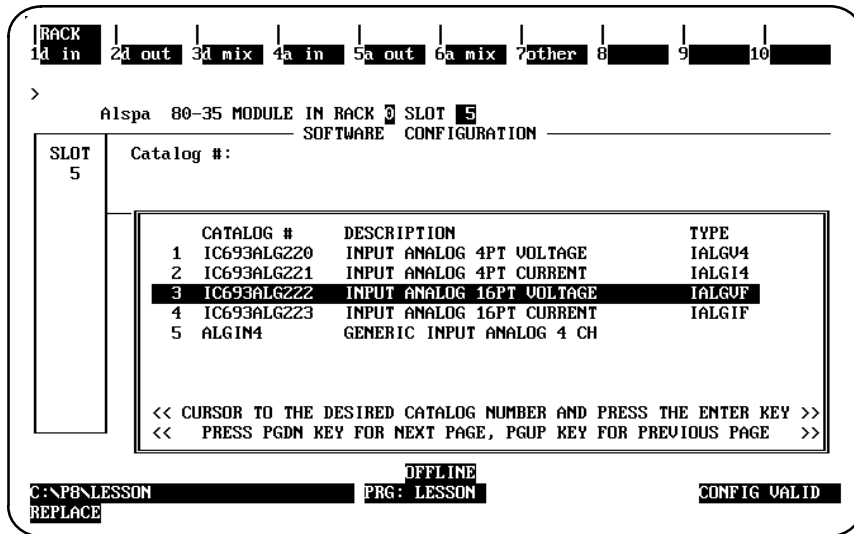 RACK
1d in 2d out 3d mix 4a in 5a out 6a mix 7other 8 9 10
>
Alspa 80-35 MODULE IN RACK 0 SLOT 5
SOFTWARE CONFIGURATION
SLOT Catalog #:
5
CATALOG # DESCRIPTION TYPE
1 IC693ALG220 INPUT ANALOG 4PT VOLTAGE IALGV4
2 IC693ALG221 INPUT ANALOG 4PT CURRENT IALGI4
3 IC693ALG222 INPUT ANALOG 16PT VOLTAGE IALGVF
4 IC693ALG223 INPUT ANALOG 16PT CURRENT IALGIF
5 ALGIN4 GENERIC INPUT ANALOG 4 CH
<< CURSOR TO THE DESIRED CATALOG NUMBER AND PRESS THE ENTER KEY >>
<< PRESS PGDN KEY FOR NEXT PAGE, PGUP KEY FOR PREVIOUS PAGE >>
OFFLINE
C:\P8\LESSON PRG: LESSON CONFIG VALID
REPLACE